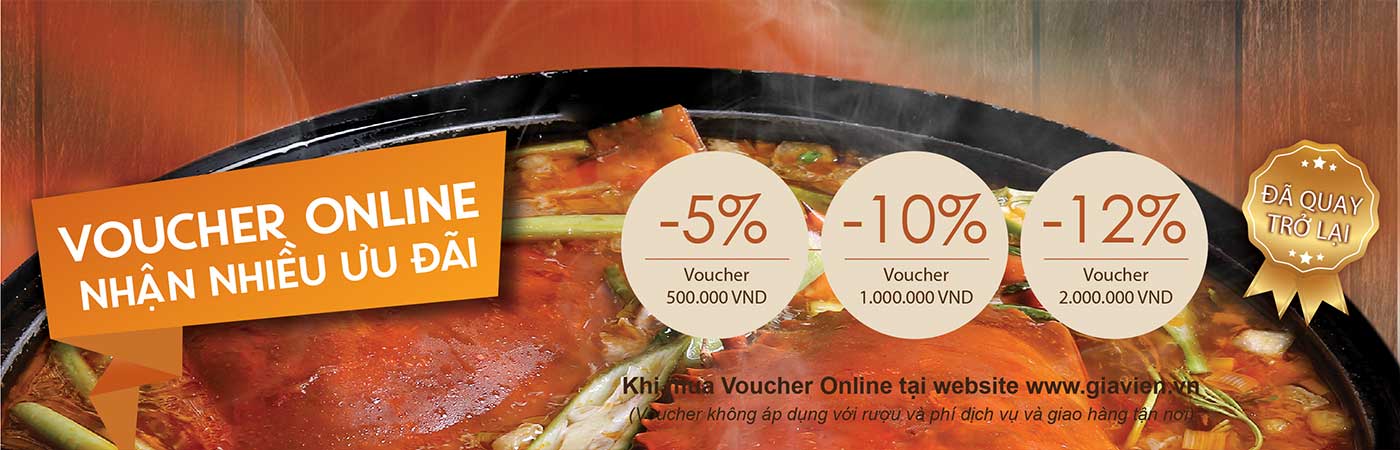 VOUCHER ONLINE
NHẬN NHIỀU ƯU ĐÃI
-5%
Voucher
500.000 VND
-10%
Voucher
1.000.000 VND
-12%
Voucher
2.000.000 VND
ĐÃ QUAY
TRỞ LẠI
Khi mua Voucher Online tại website www.giavien.vn
(Voucher không áp dụng với rượu và phí dịch vụ và giao hàng tận nơi)